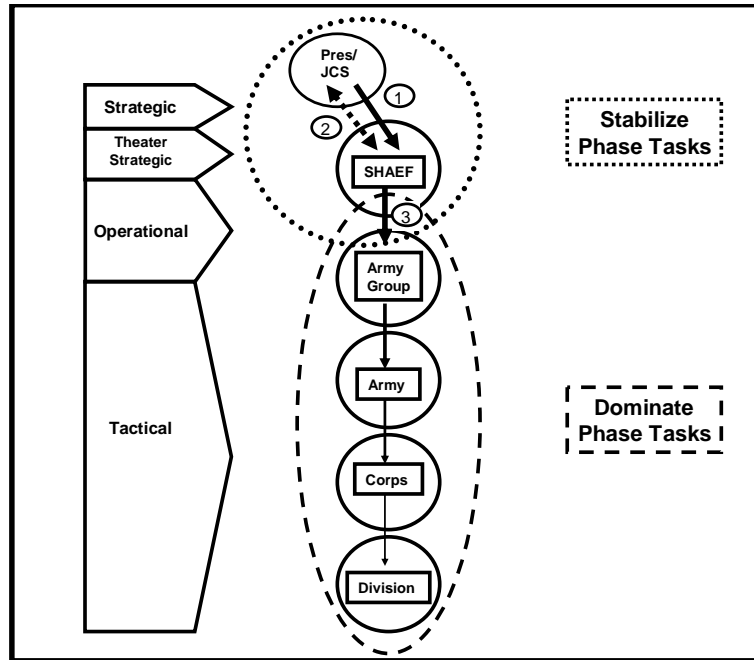 Pres/
JCS
1
Strategic
2
Stabilize
Phase Tasks
Theater
Strategic
SHAEF
3
Operational
Army
Group
Army
Dominate
Phase Tasks
Tactical
Corps
Division